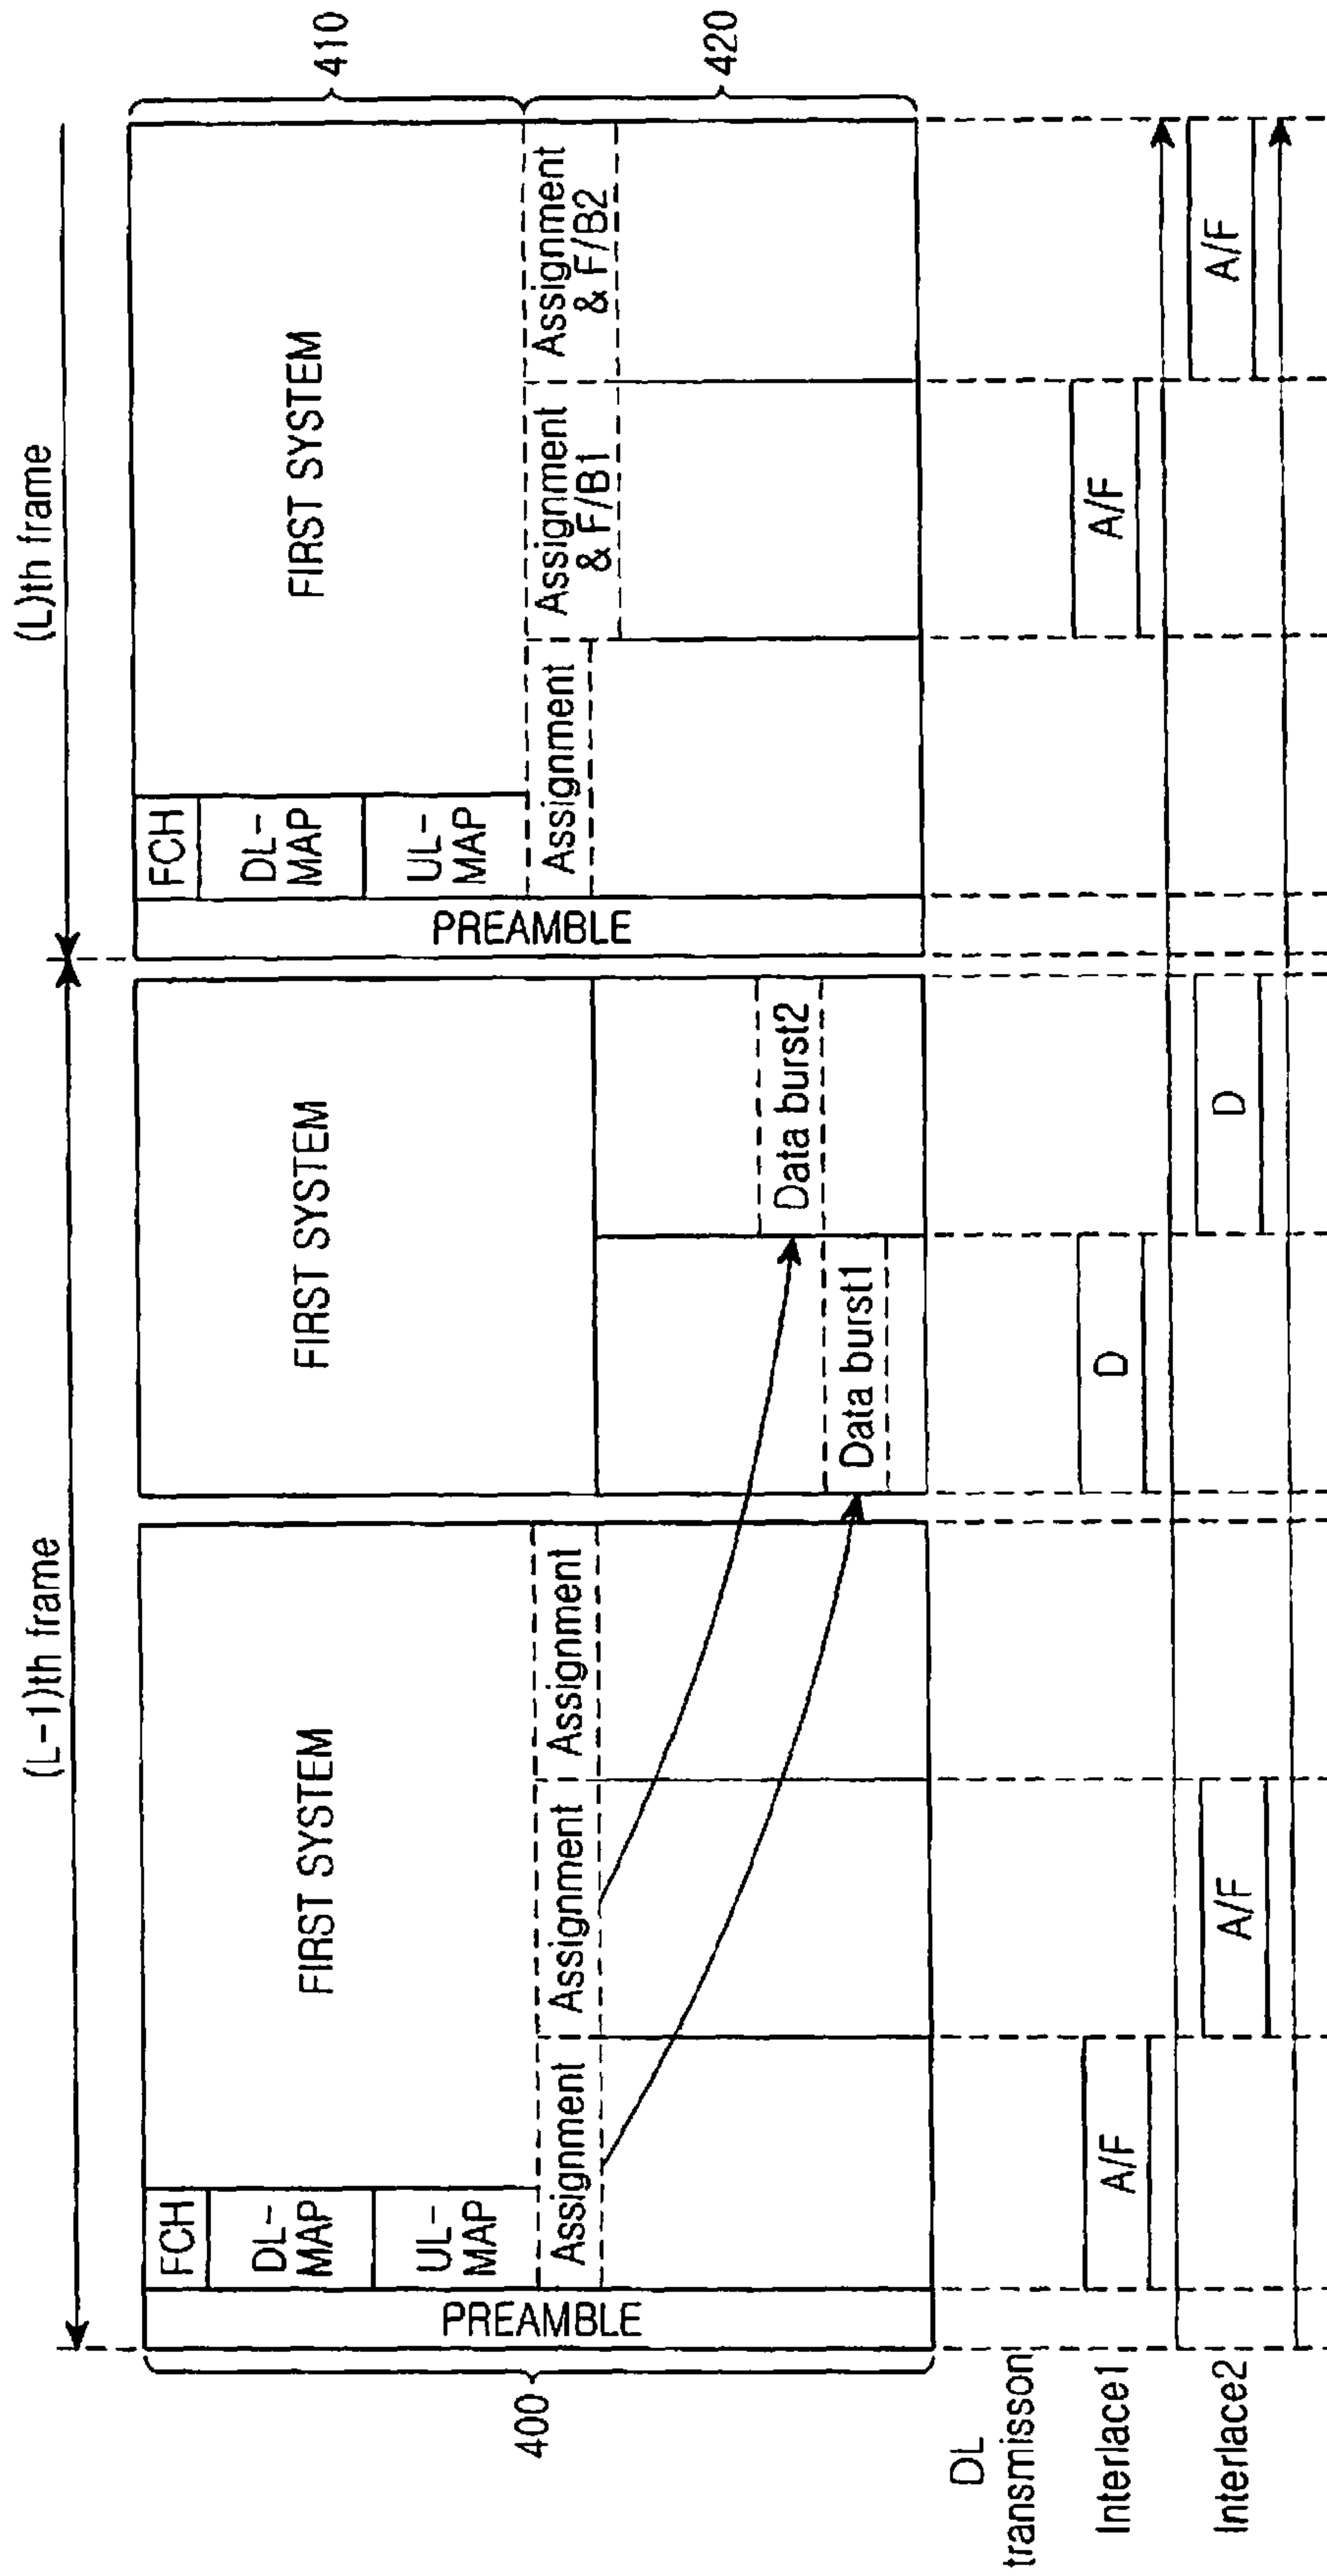 (L-1)th frame
(L)th frame
400
PREAMBLE
FCH
DL-
MAP
UL-
MAP
FIRST SYSTEM
Assignment
Assignment
Assignment
FIRST SYSTEM
Data burst1
Data burst2
PREAMBLE
FCH
DL-
MAP
UL-
MAP
FIRST SYSTEM
Assignment
Assignment
& F/B1
Assignment
& F/B2
410
420
DL
transmisson
Interlace1
A/F
D
A/F
Interlace2
A/F
D
A/F